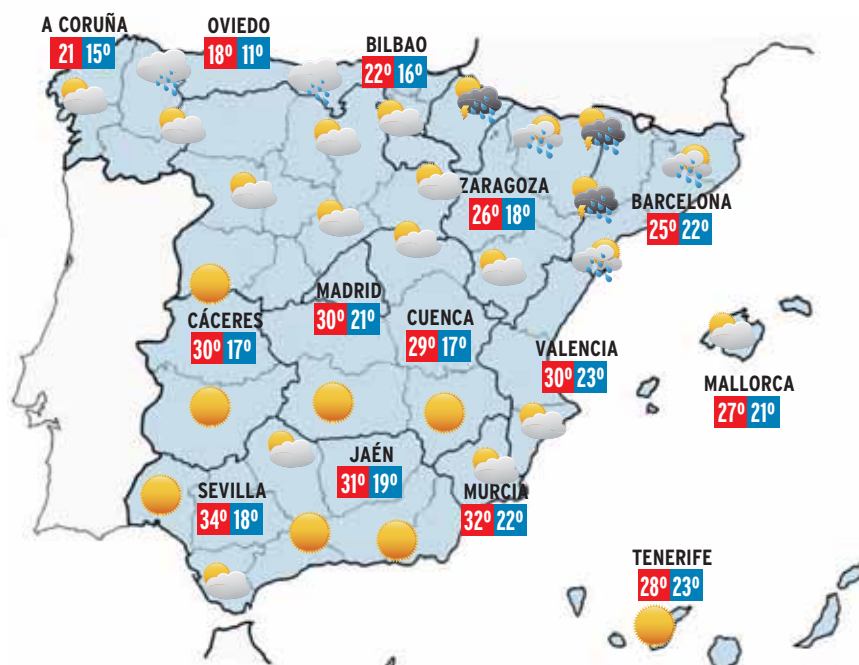 A CORUÑA
21 15º
OVIEDO
18º 11º
BILBAO
22º 16º
ZARAGOZA
26º 18º
BARCELONA
25º 22º
MADRID
30º 21º
CÁCERES
30º 17º
CUENCA
29º 17º
VALENCIA
30º 23º
MALLORCA
27º 21º
JAÉN
31º 19º
SEVILLA
34º 18º
MURCIA
32º 22º
TENERIFE
28º 23º